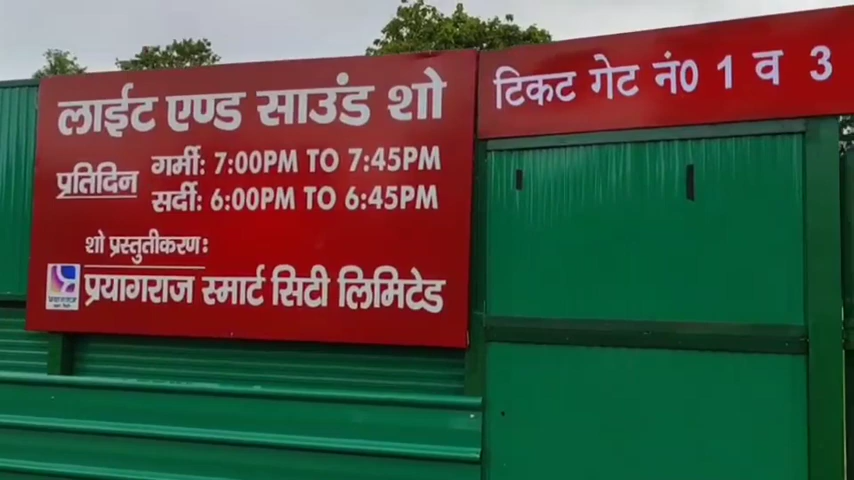 लाईट एण्ड साउंड शो
प्रतिदिन
गर्मी: 7:00PM TO 7:45PM
सर्दी: 6:00PM TO 6:45PM
शो प्रस्तुतीकरण:
प्रयागराज स्मार्ट सिटी लिमिटेड
टिकट गेट नं0 1 व 3